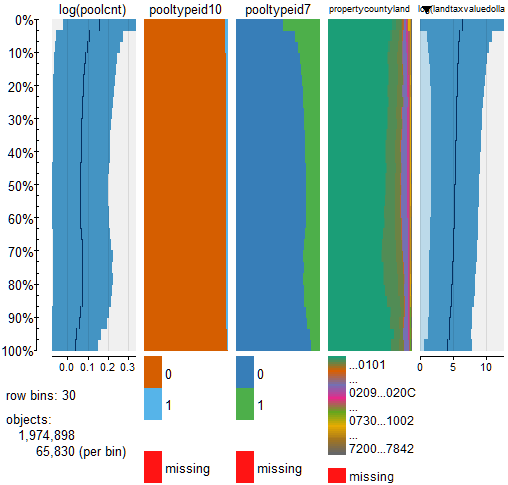 log(poolcnt)
pooltypeid10
pooltypeid7
propertycountyland
(landtaxvaluedolla
0%
10%
20%
30%
40%
50%
60%
70%
80%
90%
100%
0.0 0.1 0.2 0.3
0 5 10
row bins: 30
objects:
1,974,898
65,830 (per bin)
0
1
missing
0
1
missing
...0101
...
0209...020C
...
0730...1002
...
7200...7842
missing